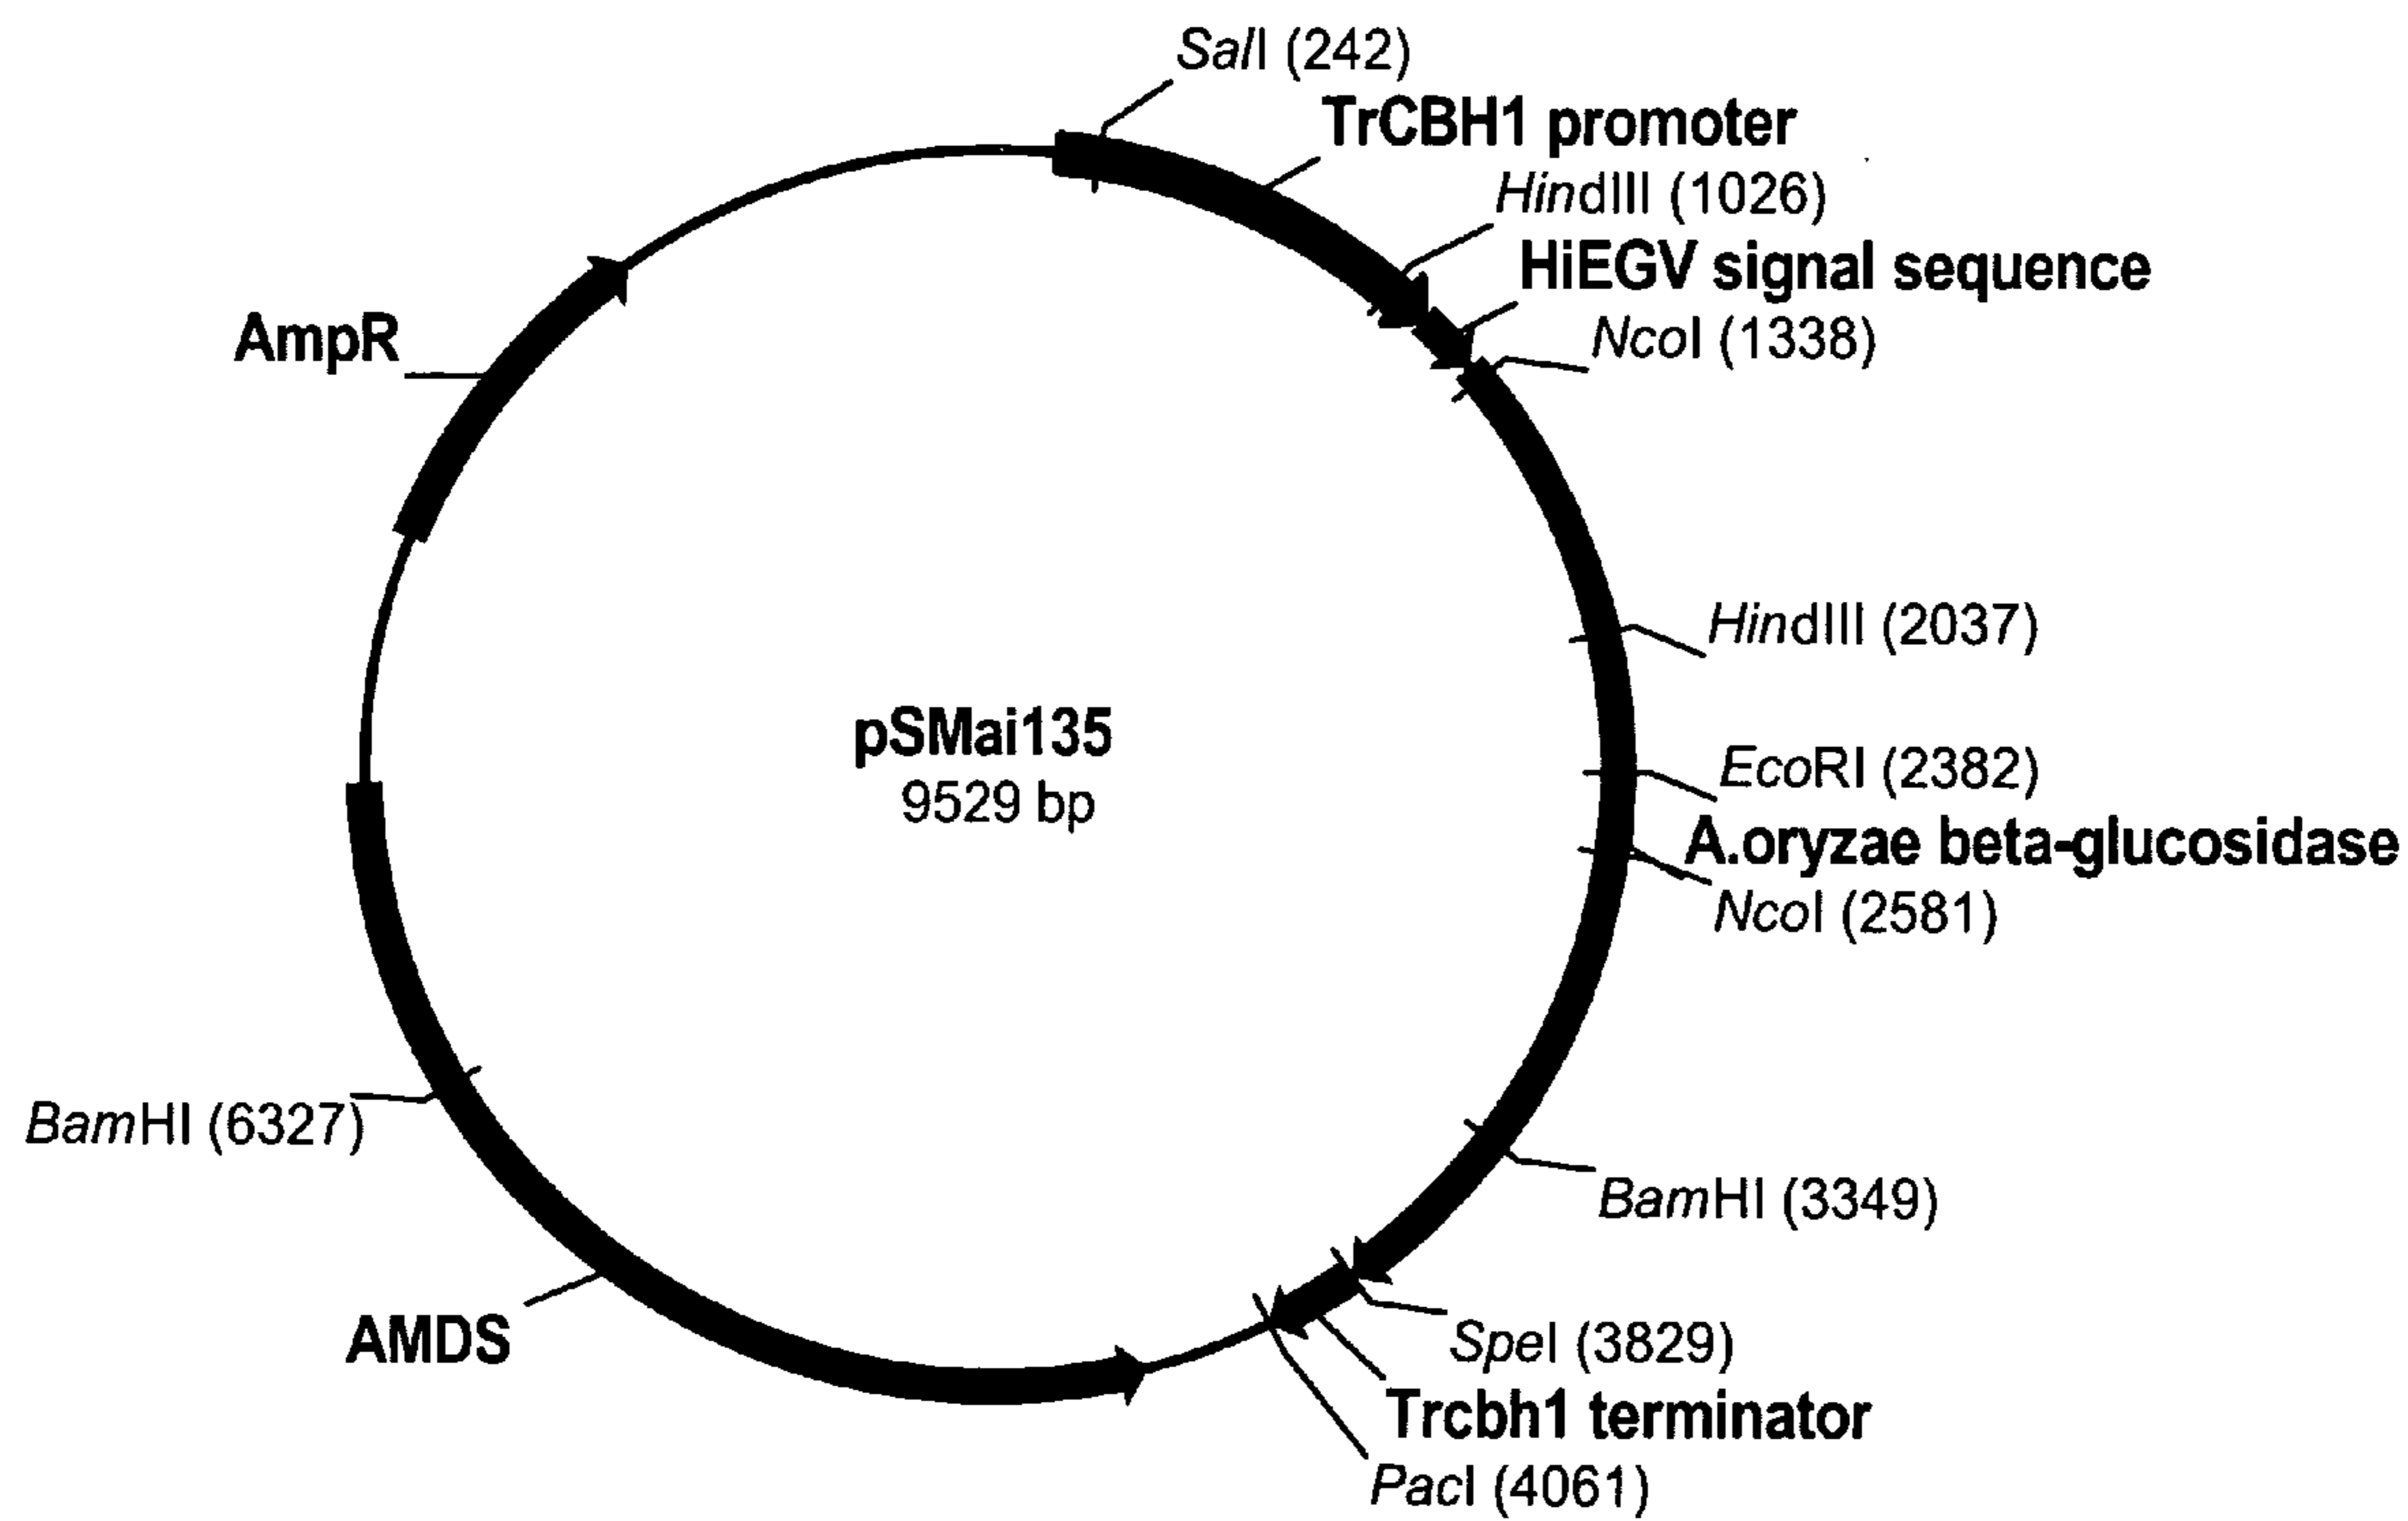 SalI (242)
TrCBH1 promoter
HindIII (1026)
HiEGV signal sequence
NcoI (1338)
AmpR
HindIII (2037)
pSMai135
9529 bp
EcoRI (2382)
A.oryzae beta-glucosidase
NcoI (2581)
BamHI (6327)
BamHI (3349)
AMDS
SpeI (3829)
Trcbh1 terminator
PacI (4061)